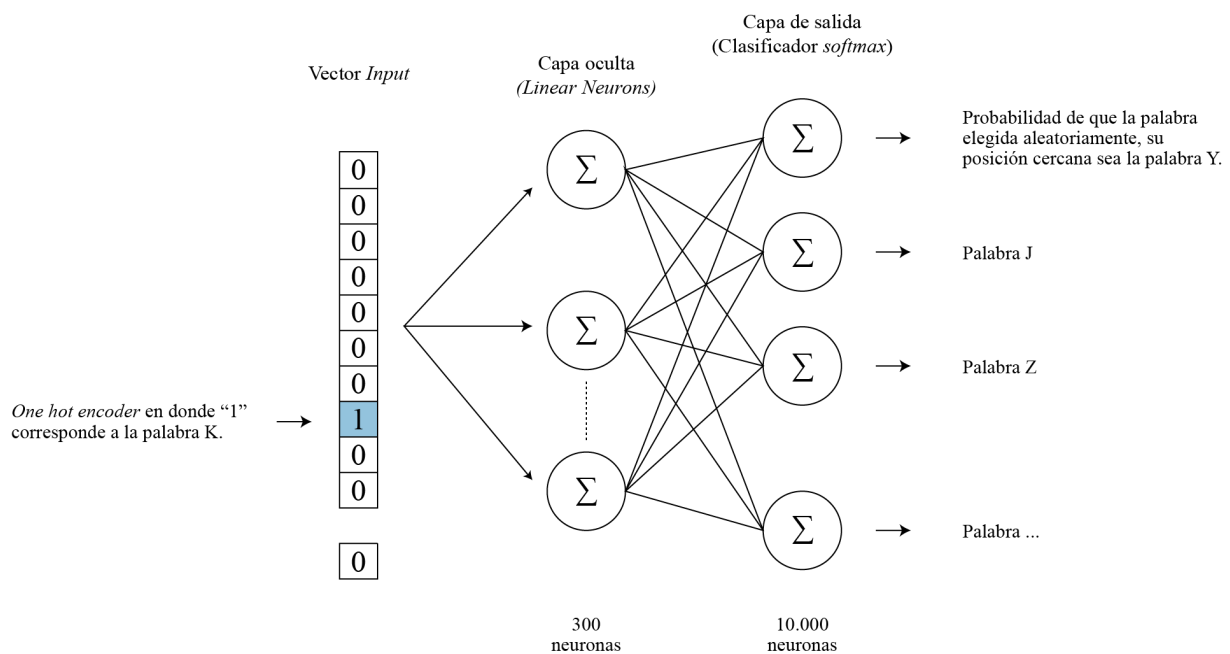 Capa de salida
(Clasificador softmax)
Capa oculta
(Linear Neurons)
Vector Input
0
0
0
0
0
0
0
1
0
0
0
One hot encoder en donde “1”
corresponde a la palabra K.
Σ
Σ
Σ
Σ
Σ
Σ
Σ
Probabilidad de que la palabra
elegida aleatoriamente, su
posición cercana sea la palabra Y.
Palabra J
Palabra Z
Palabra ...
300
neuronas
10.000
neuronas